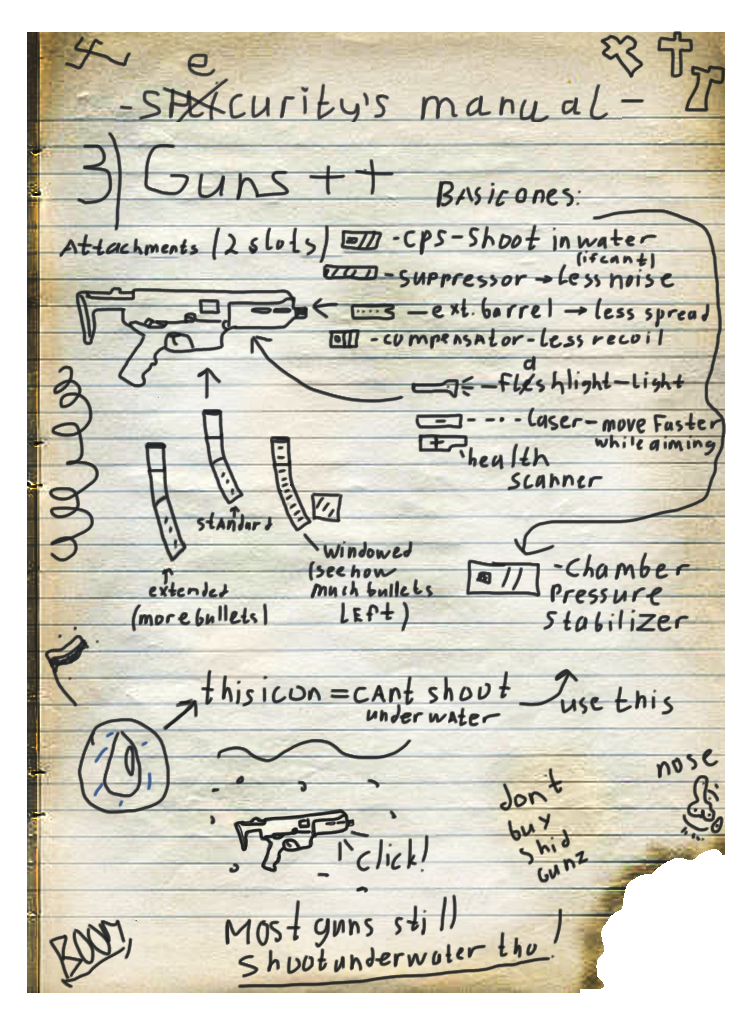 e
-security's manual-
3) Guns ++
Basic ones:
Attachments (2 slots)
-CPS-Shoot in water
(if can't)
-suppressor → less noise
-ext. barrel → less spread
-compensator-less recoil
a
-fleshlight-light
--·-laser-move faster
while aiming
health
scanner
standard
extended
(more bullets)
windowed
(see how
much bullets
left)
-Chamber
Pressure
Stabilizer
this icon = cant shoot
underwater
use this
nose
don't
buy
shid
gunz
click!
Most guns still
shoot underwater tho!
BOOM